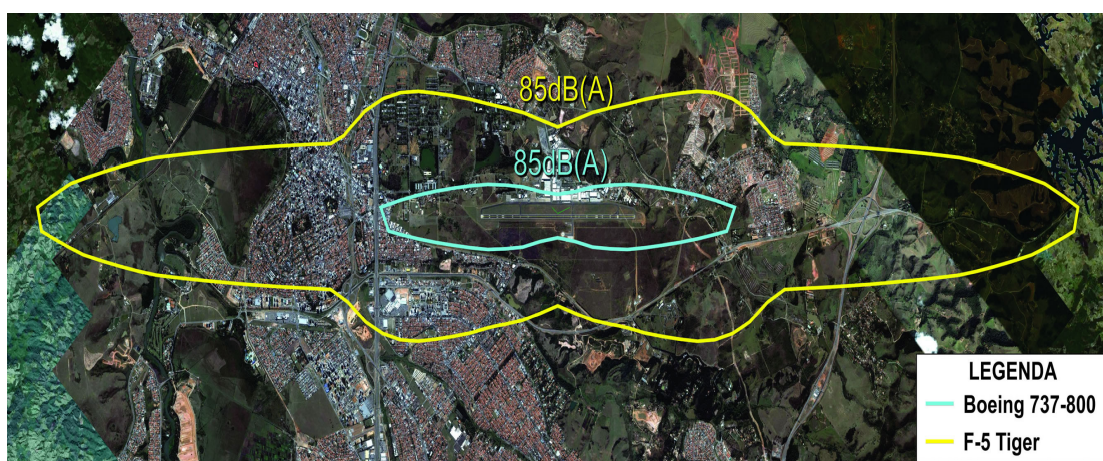 85dB(A)
85dB(A)
LEGENDA
Boeing 737-800
F-5 Tiger